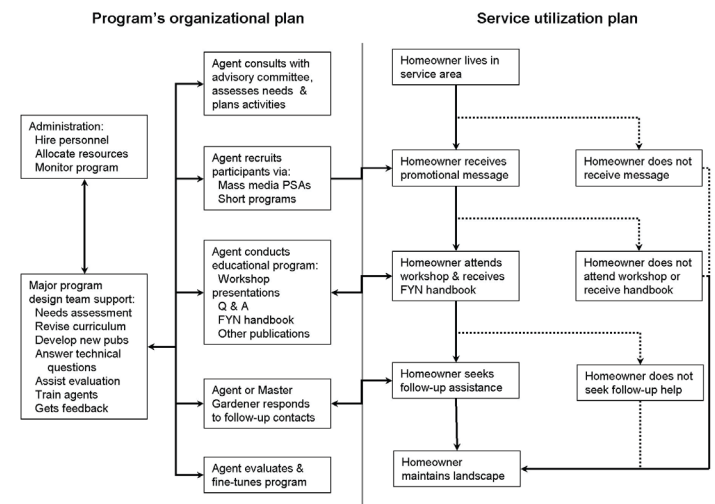 Program's organizational plan
Service utilization plan
Agent consults with
advisory committee,
assesses needs &
plans activities
Administration:
Hire personnel
Allocate resources
Monitor program
Agent recruits
participants via:
Mass media PSAs
Short programs
Agent conducts
educational program:
Workshop
presentations
Q & A
FYN handbook
Other publications
Major program
design team support:
Needs assessment
Revise curriculum
Develop new pubs
Answer technical
questions
Assist evaluation
Train agents
Gets feedback
Agent or Master
Gardener responds
to follow-up contacts
Agent evaluates &
fine-tunes program
Homeowner lives in
service area
Homeowner receives
promotional message
Homeowner does not
receive message
Homeowner attends
workshop & receives
FYN handbook
Homeowner does not
attend workshop or
receive handbook
Homeowner seeks
follow-up assistance
Homeowner does not
seek follow-up help
Homeowner
maintains landscape